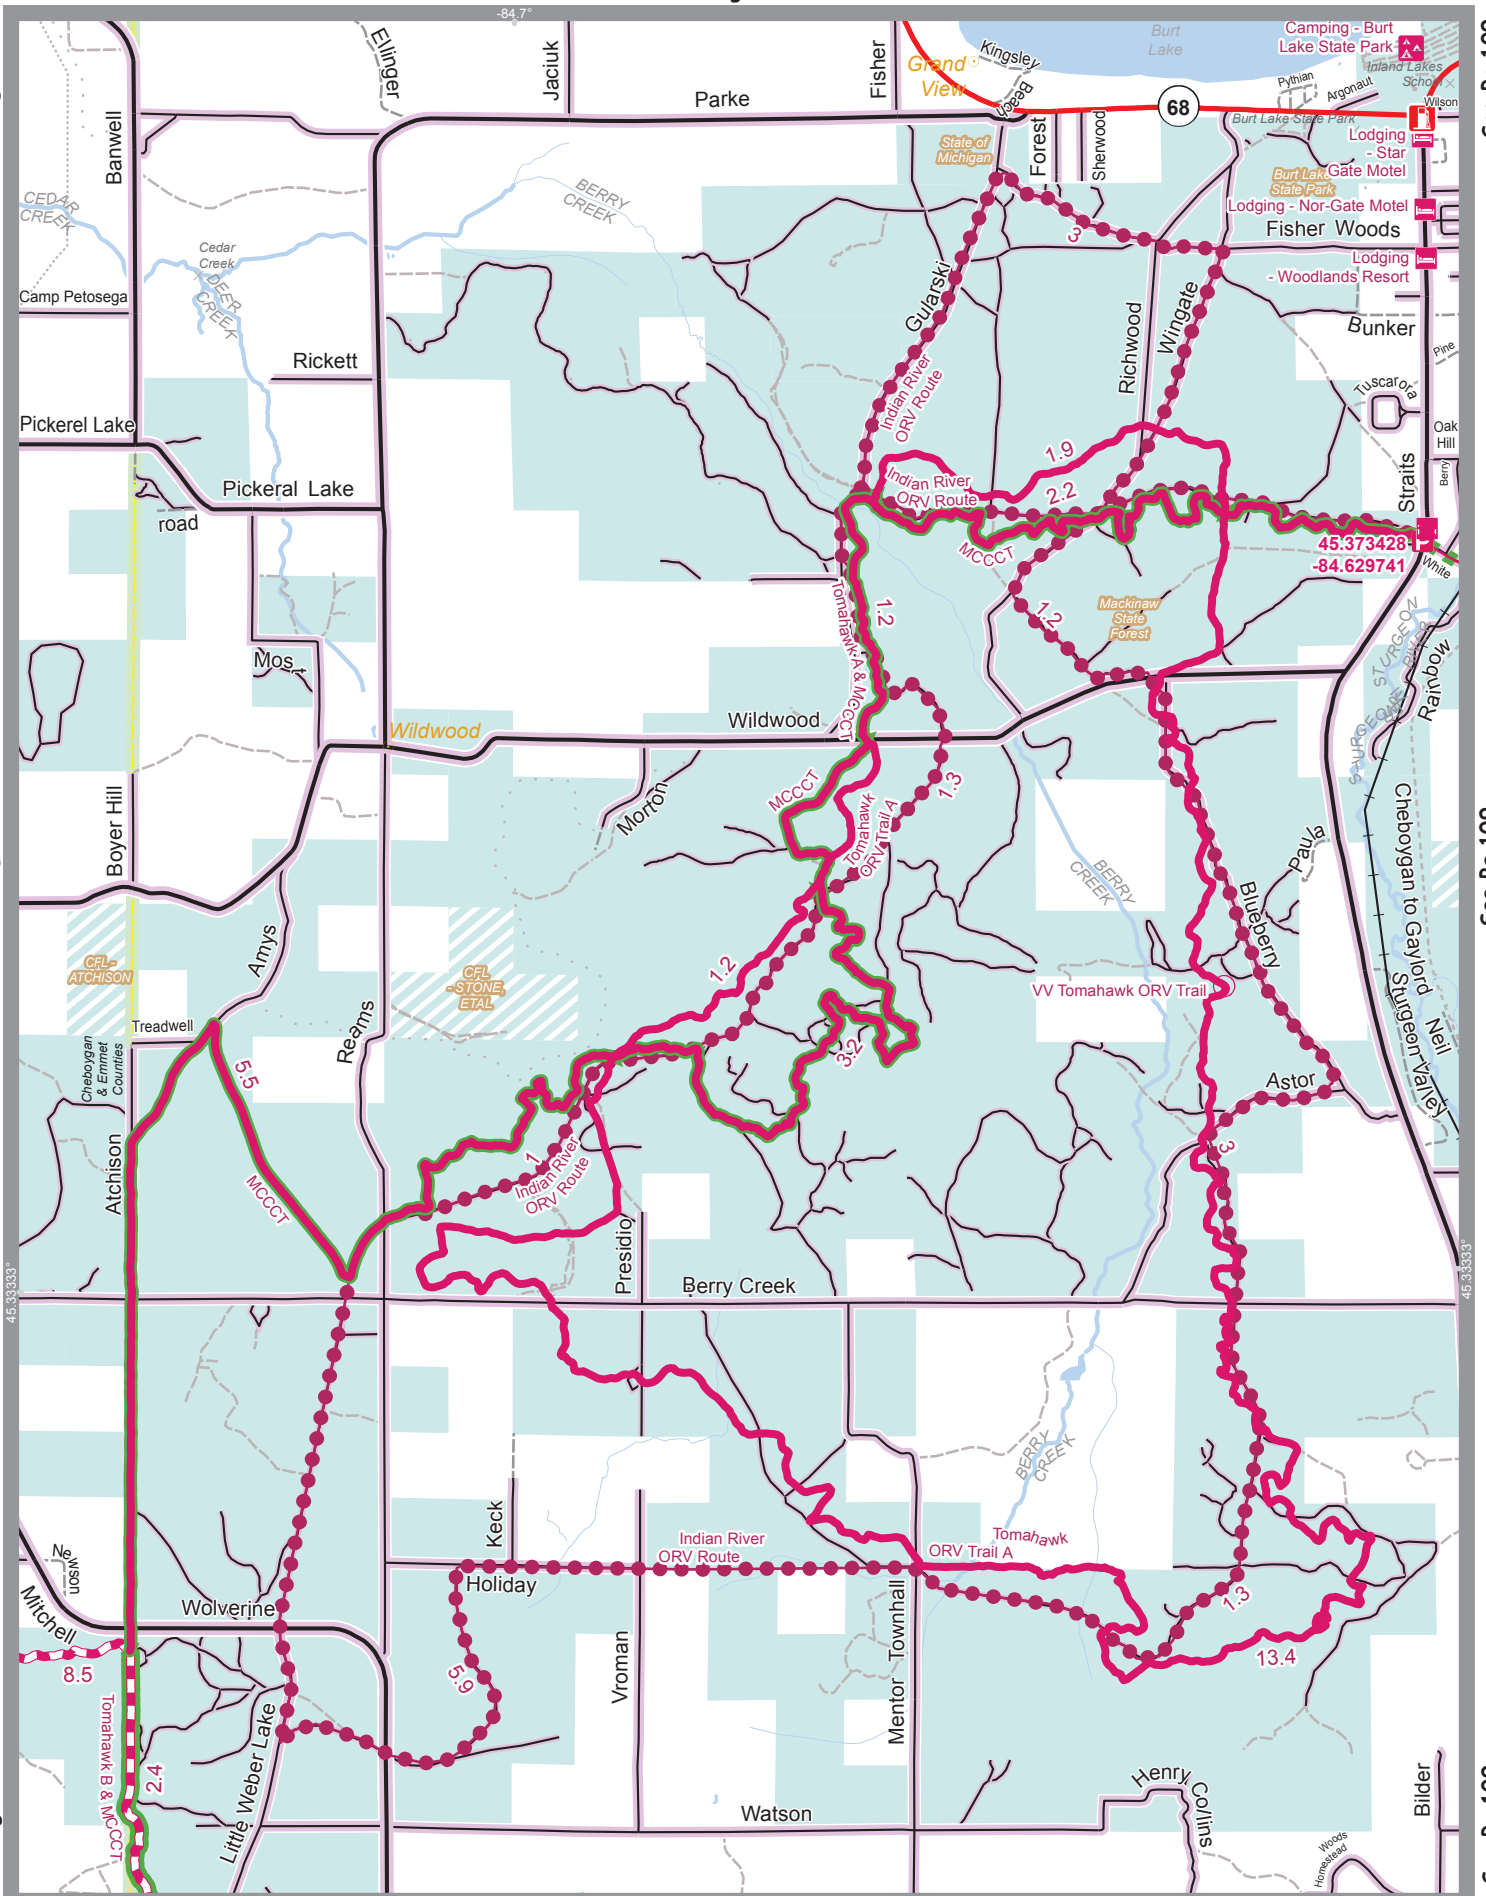 -84.7°
Camping - Burt
Lake State Park
Burt
Lake
Ellinger
Jaciuk
Fisher
Kingsley
Grand
View
Beach
Inland Lakes
School
Pythian
Argonaut
Wilson
Parke
68
Burt Lake State Park
Banwell
Forest
Sherwood
State of
Michigan
Lodging
- Star
Gate Motel
Burt Lake
State Park
CEDAR
CREEK
BERRY
CREEK
Lodging - Nor-Gate Motel
Fisher Woods
3
Cedar
Creek
DEER
CREEK
Lodging
- Woodlands Resort
Camp Petosega
Gularski
Richwood
Wingate
Bunker
Pine
Rickett
Indian River
ORV Route
Tuscarora
Pickerel Lake
Oak
Hill
1.9
Berry
Straits
Pickeral Lake
Indian River
ORV Route
2.2
road
MCCCT
45.373428
-84.629741
White
Tomahawk A & MCCCT
1.2
1.2
Mackinaw
State
Forest
STURGEON
RIVER
Rainbow
Mos
Wildwood
Wildwood
1.3
MCCCT
Tomahawk
ORV Trail A
Morton
Boyer Hill
Cheboygan to Gaylord
Paula
BERRY
CREEK
Blueberry
Amys
CFL-
ATCHISON
CFL
- STONE,
ETAL
1.2
VV Tomahawk ORV Trail
Sturgeon Valley
Neil
Treadwell
Reams
Cheboygan
& Emmet
Counties
5.5
3.2
Astor
Atchison
1
Indian River
ORV Route
3
MCCCT
Presidio
45.33333°
Berry Creek
45.33333°
BERRY
CREEK
Keck
Indian River
ORV Route
Tomahawk
ORV Trail A
Newson
Holiday
Mitchell
Wolverine
1.3
8.5
5.9
Vroman
Mentor Townhall
13.4
Tomahawk B & MCCCT
2.4
Little Weber Lake
Watson
Henry Collins
Bilder
Woods
Homestead